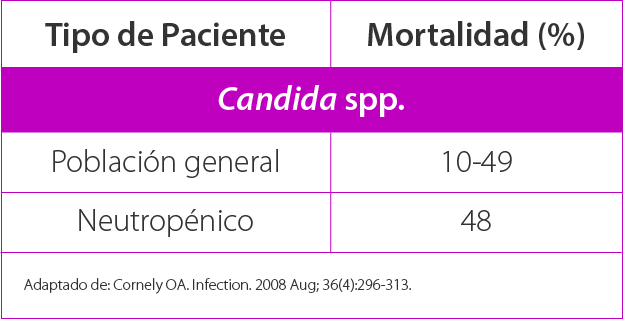 Tipo de Paciente Mortalidad (%)
Candida spp.
Población general 10-49
Neutropénico 48
Adaptado de: Cornely OA. Infection. 2008 Aug; 36(4):296-313.